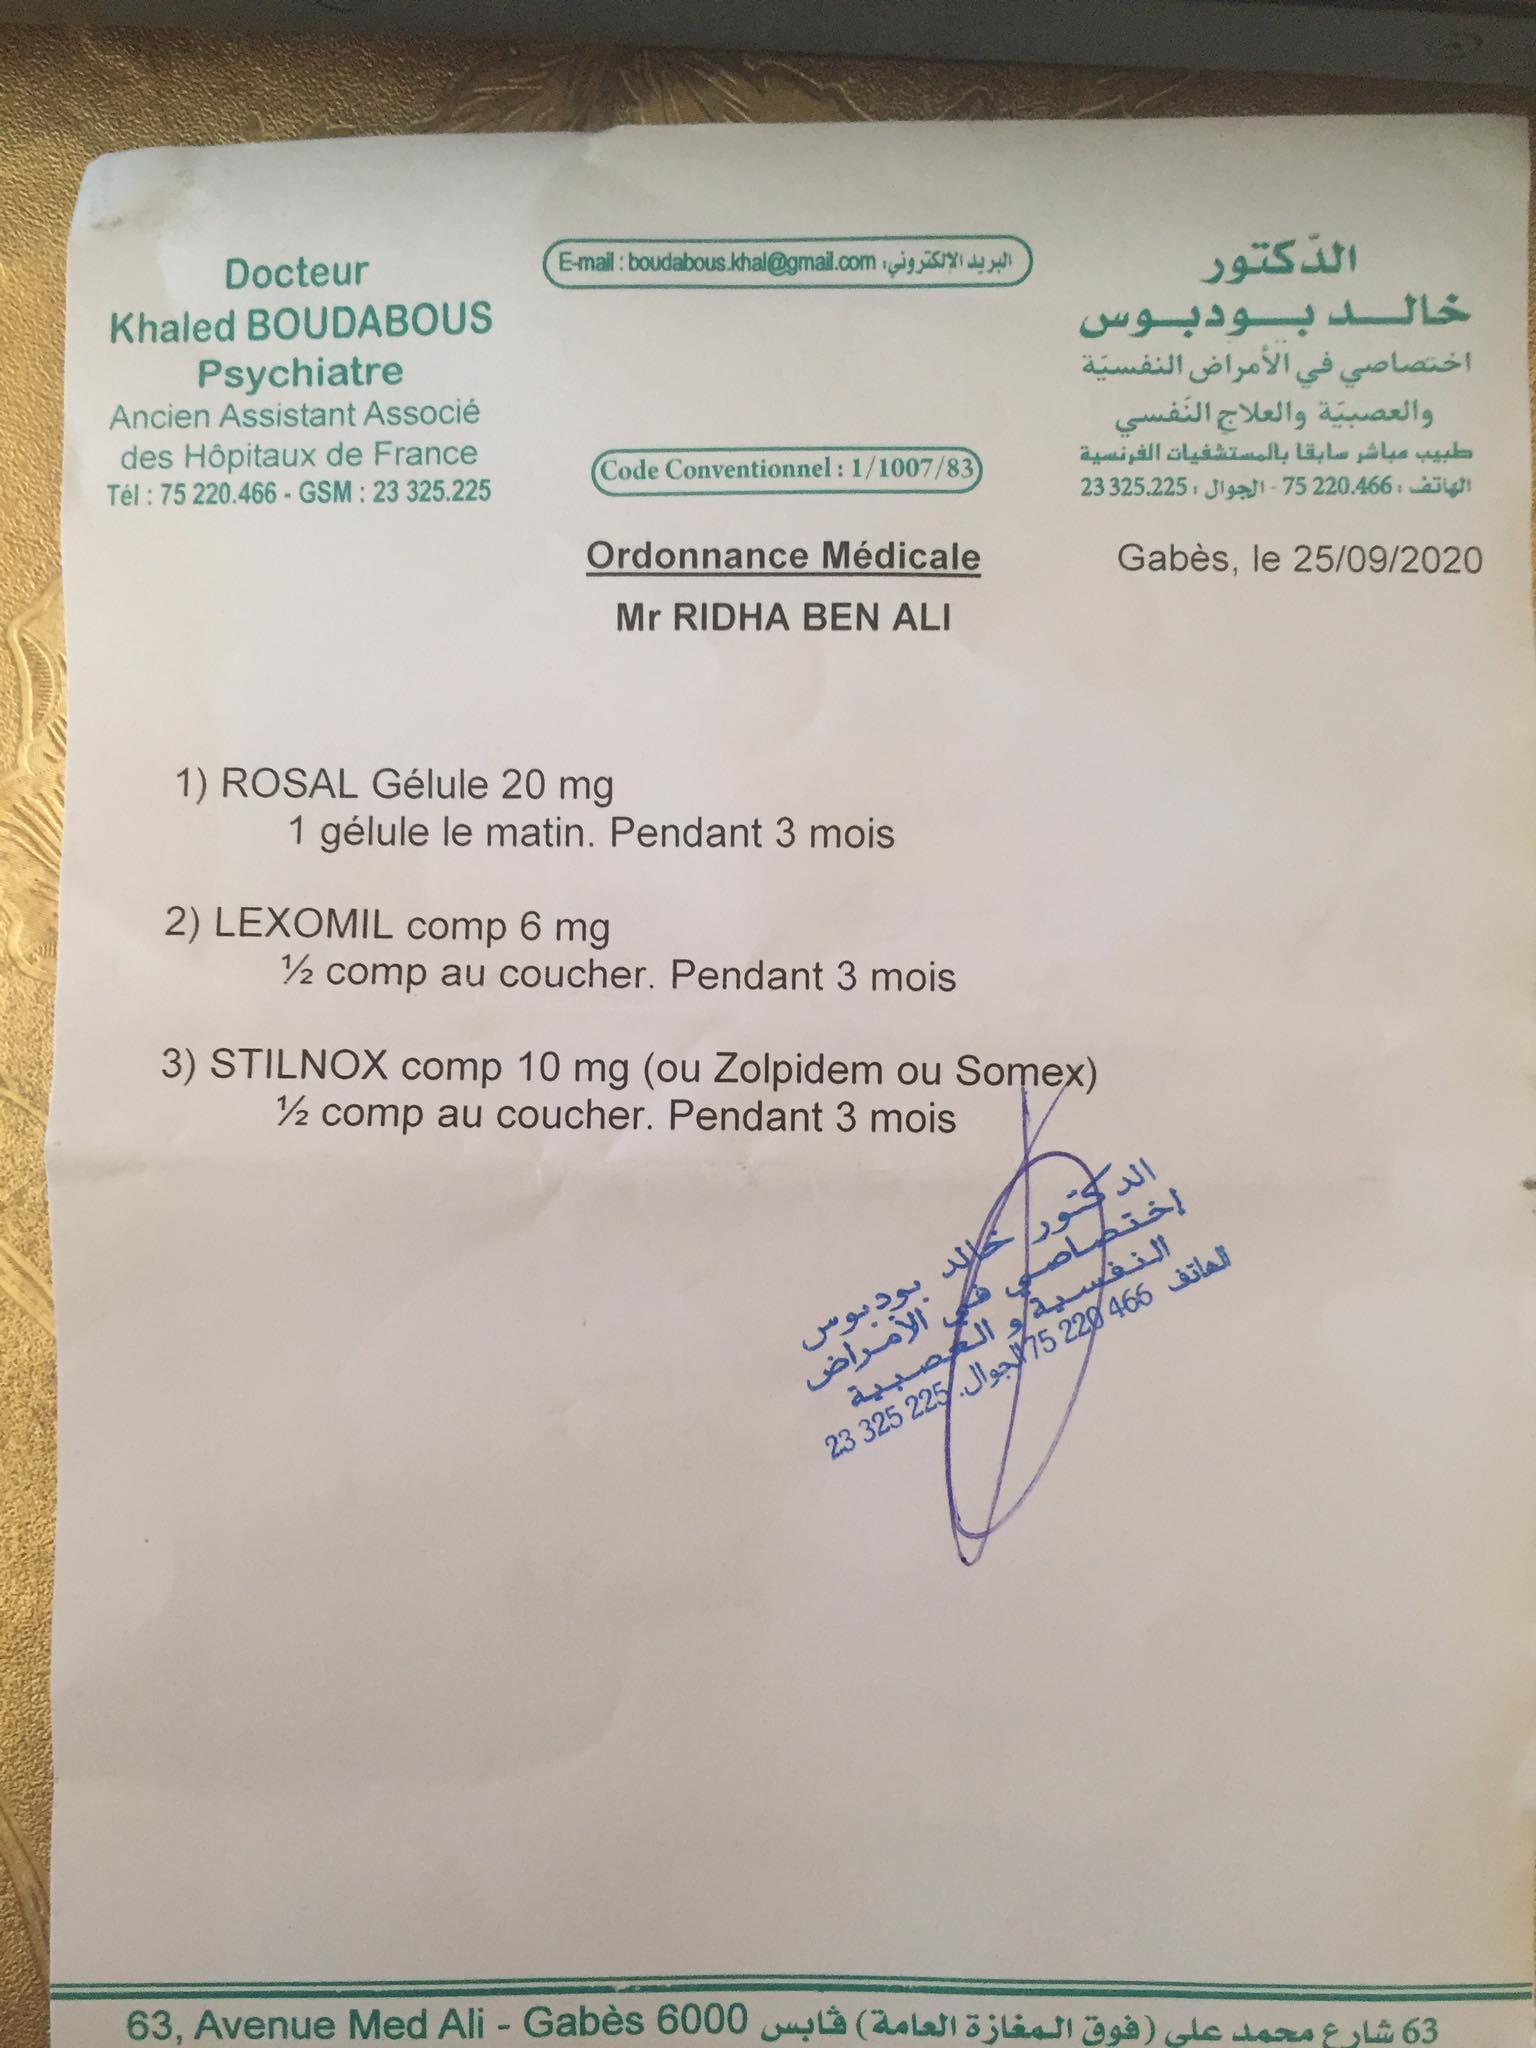 Docteur
Khaled BOUDABOUS
Psychiatre
Ancien Assistant Associé
des Hôpitaux de France
Tél : 75 220.466 - GSM : 23 325.225
E-mail : boudabous.khal@gmail.com :البريد الإلكتروني
Code Conventionnel : 1/1007/83
الدّكتور
خالـــد بـــودبـــوس
اختصاصي في الأمراض النفسيّة
والعصبيّة والعلاج النّفسي
طبيب مباشر سابقا بالمستشفيات الفرنسية
الهاتف : 75 220.466 - الجوال : 23 325.225
Ordonnance Médicale
Gabès, le 25/09/2020
Mr RIDHA BEN ALI
1) ROSAL Gélule 20 mg
1 gélule le matin. Pendant 3 mois
2) LEXOMIL comp 6 mg
½ comp au coucher. Pendant 3 mois
3) STILNOX comp 10 mg (ou Zolpidem ou Somex)
½ comp au coucher. Pendant 3 mois
الدكتور خالد بودبوس
إختصاصي في الأمراض
النفسية و العصبية
الهاتف 75 220 466 الجوال. 23 325 225
63, Avenue Med Ali - Gabès 6000 63 شارع محمد علي (فوق المغازة العامة) ڤابس